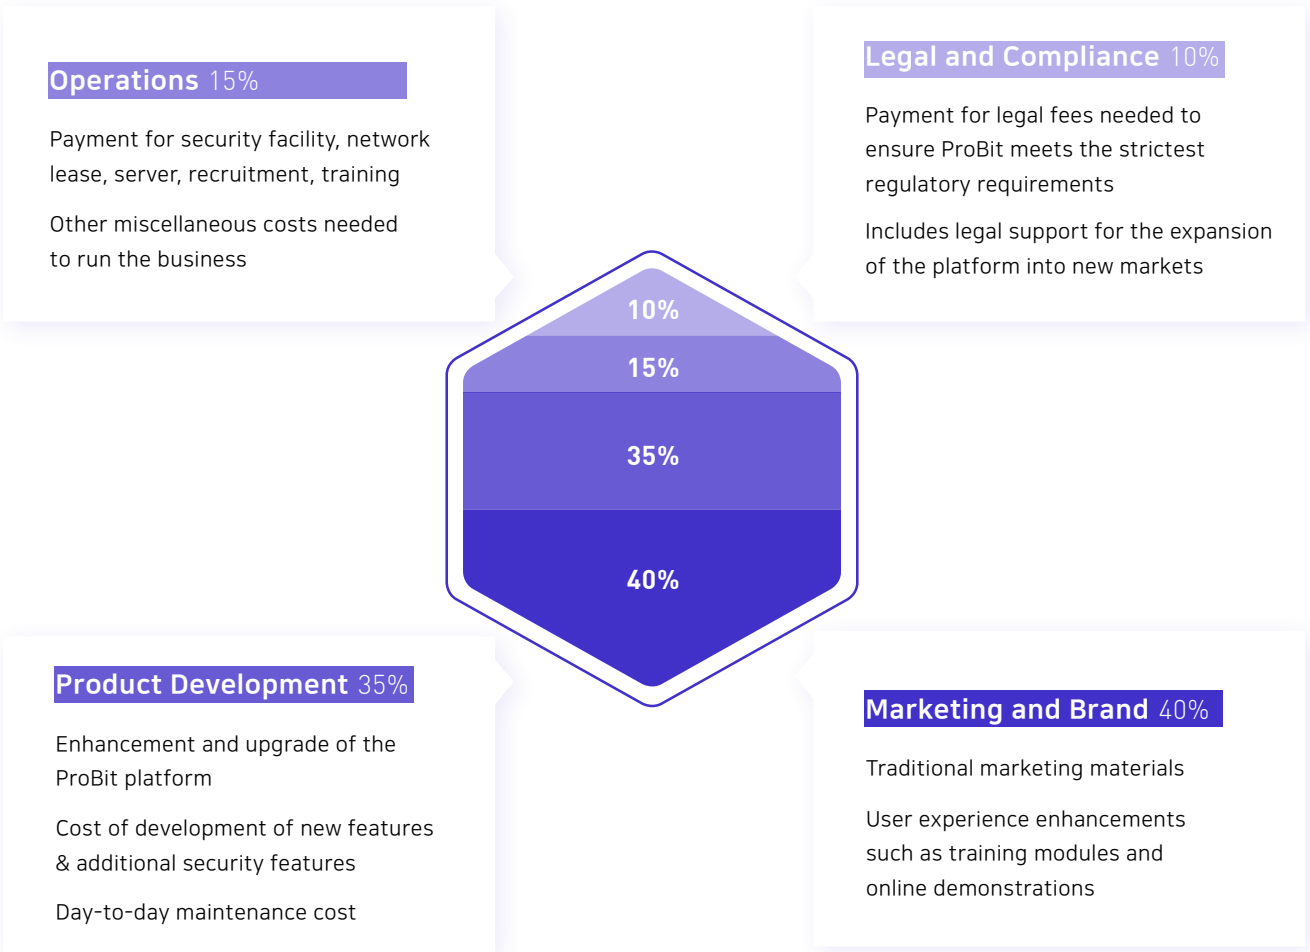 Operations 15%
Payment for security facility, network
lease, server, recruitment, training
Other miscellaneous costs needed
to run the business
Legal and Compliance 10%
Payment for legal fees needed to
ensure ProBit meets the strictest
regulatory requirements
Includes legal support for the expansion
of the platform into new markets
10%
15%
35%
40%
Product Development 35%
Enhancement and upgrade of the
ProBit platform
Cost of development of new features
& additional security features
Day-to-day maintenance cost
Marketing and Brand 40%
Traditional marketing materials
User experience enhancements
such as training modules and
online demonstrations